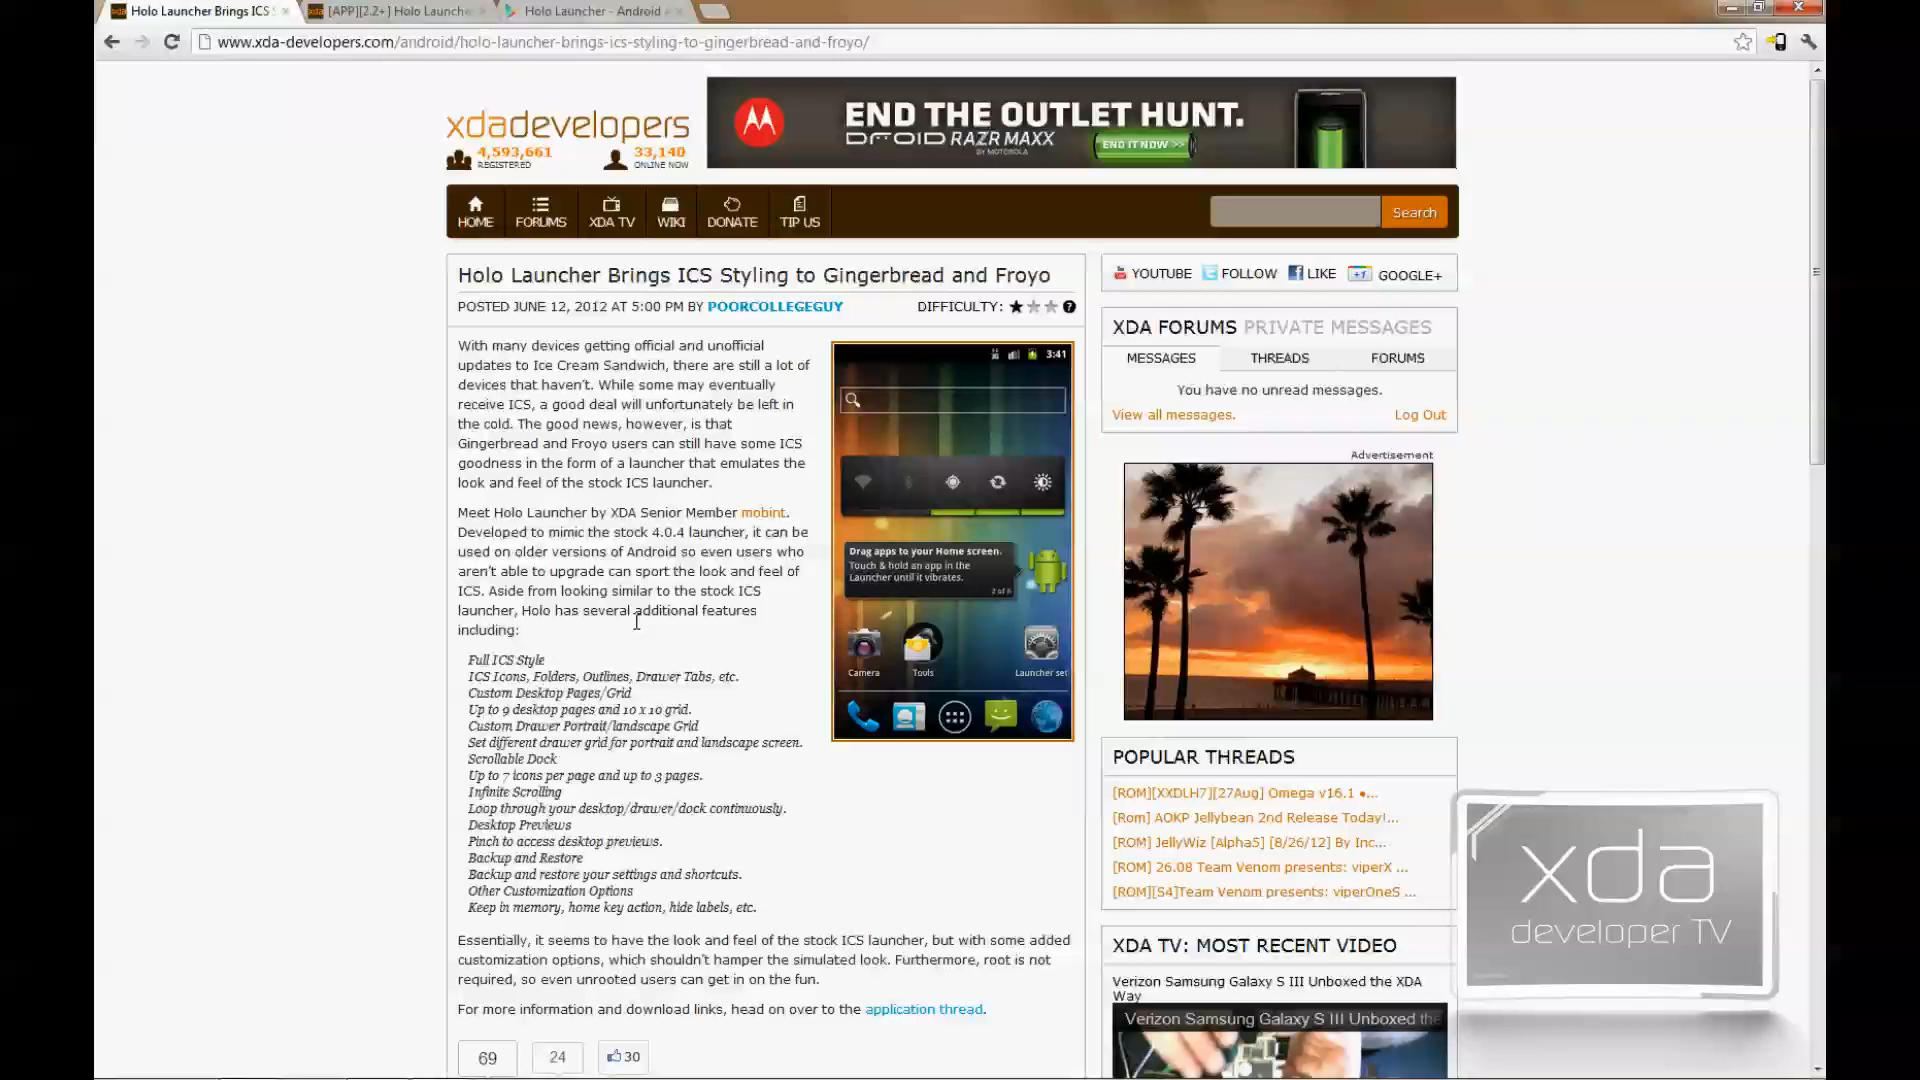 Holo Launcher Brings ICS S
[APP][2.2+] Holo Launcher
Holo Launcher - Android
www.xda-developers.com/android/holo-launcher-brings-ics-styling-to-gingerbread-and-froyo/
xdadevelopers
4,593,661
REGISTERED
33,140
ONLINE NOW
END THE OUTLET HUNT.
DROID RAZR MAXX
BY MOTOROLA
END IT NOW >>
HOME
FORUMS
XDA TV
WIKI
DONATE
TIP US
Search
Holo Launcher Brings ICS Styling to Gingerbread and Froyo
POSTED JUNE 12, 2012 AT 5:00 PM BY POORCOLLEGEGUY
DIFFICULTY:
With many devices getting official and unofficial
updates to Ice Cream Sandwich, there are still a lot of
devices that haven't. While some may eventually
receive ICS, a good deal will unfortunately be left in
the cold. The good news, however, is that
Gingerbread and Froyo users can still have some ICS
goodness in the form of a launcher that emulates the
look and feel of the stock ICS launcher.
Meet Holo Launcher by XDA Senior Member mobint.
Developed to mimic the stock 4.0.4 launcher, it can be
used on older versions of Android so even users who
aren't able to upgrade can sport the look and feel of
ICS. Aside from looking similar to the stock ICS
launcher, Holo has several additional features
including:
Full ICS Style
ICS Icons, Folders, Outlines, Drawer Tabs, etc.
Custom Desktop Pages/Grid
Up to 9 desktop pages and 10 x 10 grid.
Custom Drawer Portrait/landscape Grid
Set different drawer grid for portrait and landscape screen.
Scrollable Dock
Up to 7 icons per page and up to 3 pages.
Infinite Scrolling
Loop through your desktop/drawer/dock continuously.
Desktop Previews
Pinch to access desktop previews.
Backup and Restore
Backup and restore your settings and shortcuts.
Other Customization Options
Keep in memory, home key action, hide labels, etc.
Essentially, it seems to have the look and feel of the stock ICS launcher, but with some added
customization options, which shouldn't hamper the simulated look. Furthermore, root is not
required, so even unrooted users can get in on the fun.
For more information and download links, head on over to the application thread.
69
24
30
3:41
Drag apps to your Home screen.
Touch & hold an app in the
Launcher until it vibrates.
2 of 6
Camera
Tools
Launcher set
YOUTUBE
FOLLOW
LIKE
+1
GOOGLE+
XDA FORUMS PRIVATE MESSAGES
MESSAGES
THREADS
FORUMS
You have no unread messages.
View all messages.
Log Out
Advertisement
POPULAR THREADS
[ROM][XXDLH7][27Aug] Omega v16.1 •...
[Rom] AOKP Jellybean 2nd Release Today!...
[ROM] JellyWiz [Alpha5] [8/26/12] By Inc...
[ROM] 26.08 Team Venom presents: viperX ...
[ROM][S4]Team Venom presents: viperOneS ...
XDA TV: MOST RECENT VIDEO
Verizon Samsung Galaxy S III Unboxed the XDA
Way
Verizon Samsung Galaxy S III Unboxed the
xda
developer TV